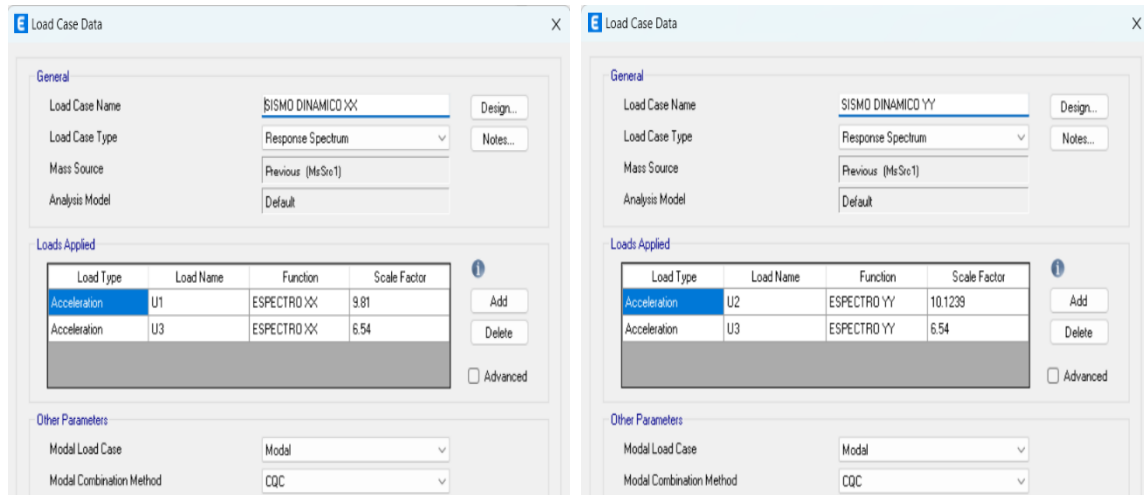 E Load Case Data X
General
Load Case Name SISMO DINAMICO XX Design...
Load Case Type Response Spectrum Notes...
Mass Source Previous (MsSrc1)
Analysis Model Default
Loads Applied
Load Type Load Name Function Scale Factor
Acceleration U1 ESPECTRO XX 9.81 Add
Acceleration U3 ESPECTRO XX 6.54 Delete
Advanced
Other Parameters
Modal Load Case Modal
Modal Combination Method CQC
E Load Case Data X
General
Load Case Name SISMO DINAMICO YY Design...
Load Case Type Response Spectrum Notes...
Mass Source Previous (MsSrc1)
Analysis Model Default
Loads Applied
Load Type Load Name Function Scale Factor
Acceleration U2 ESPECTRO YY 10.1239 Add
Acceleration U3 ESPECTRO YY 6.54 Delete
Advanced
Other Parameters
Modal Load Case Modal
Modal Combination Method CQC